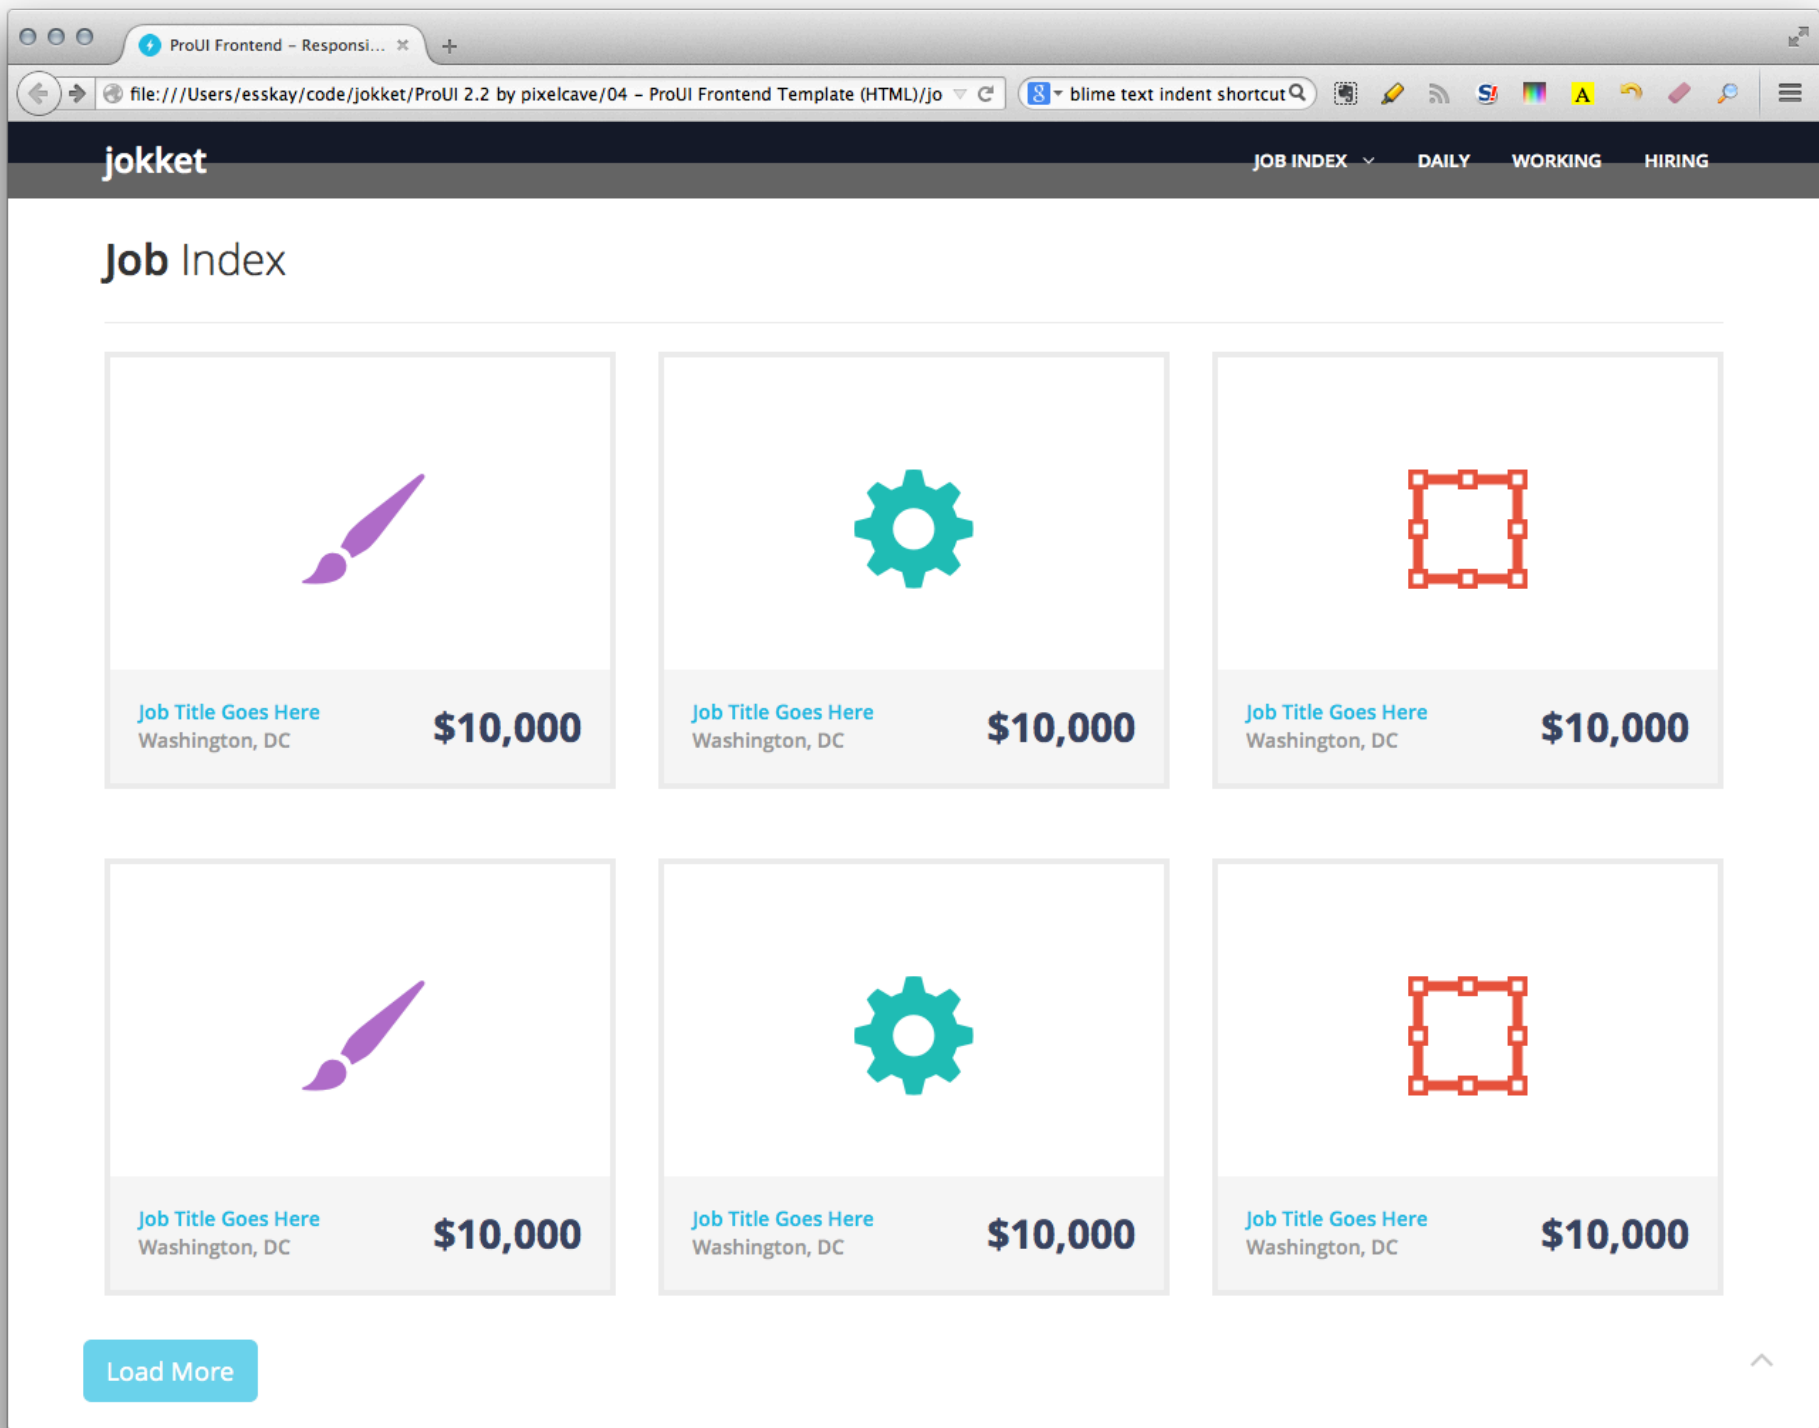 ProUI Frontend – Responsi...
file:///Users/esskay/code/jokket/ProUI 2.2 by pixelcave/04 – ProUI Frontend Template (HTML)/jo
8
blime text indent shortcut
S!
A
jokket
JOB INDEX
DAILY
WORKING
HIRING
Job Index
Job Title Goes Here
Washington, DC
$10,000
Job Title Goes Here
Washington, DC
$10,000
Job Title Goes Here
Washington, DC
$10,000
Job Title Goes Here
Washington, DC
$10,000
Job Title Goes Here
Washington, DC
$10,000
Job Title Goes Here
Washington, DC
$10,000
Load More